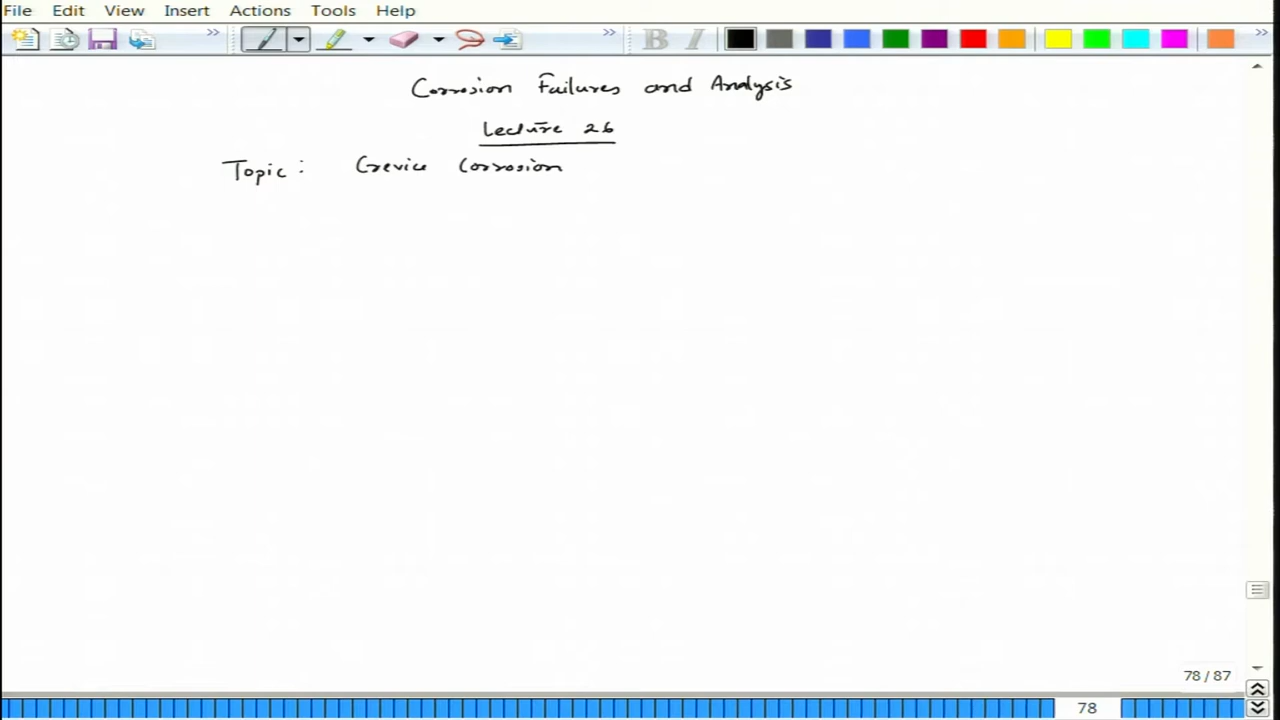 File Edit View Insert Actions Tools Help
B I
Corrosion Failures and Analysis
Lecture 26
Topic: Crevice Corrosion
78 / 87
78